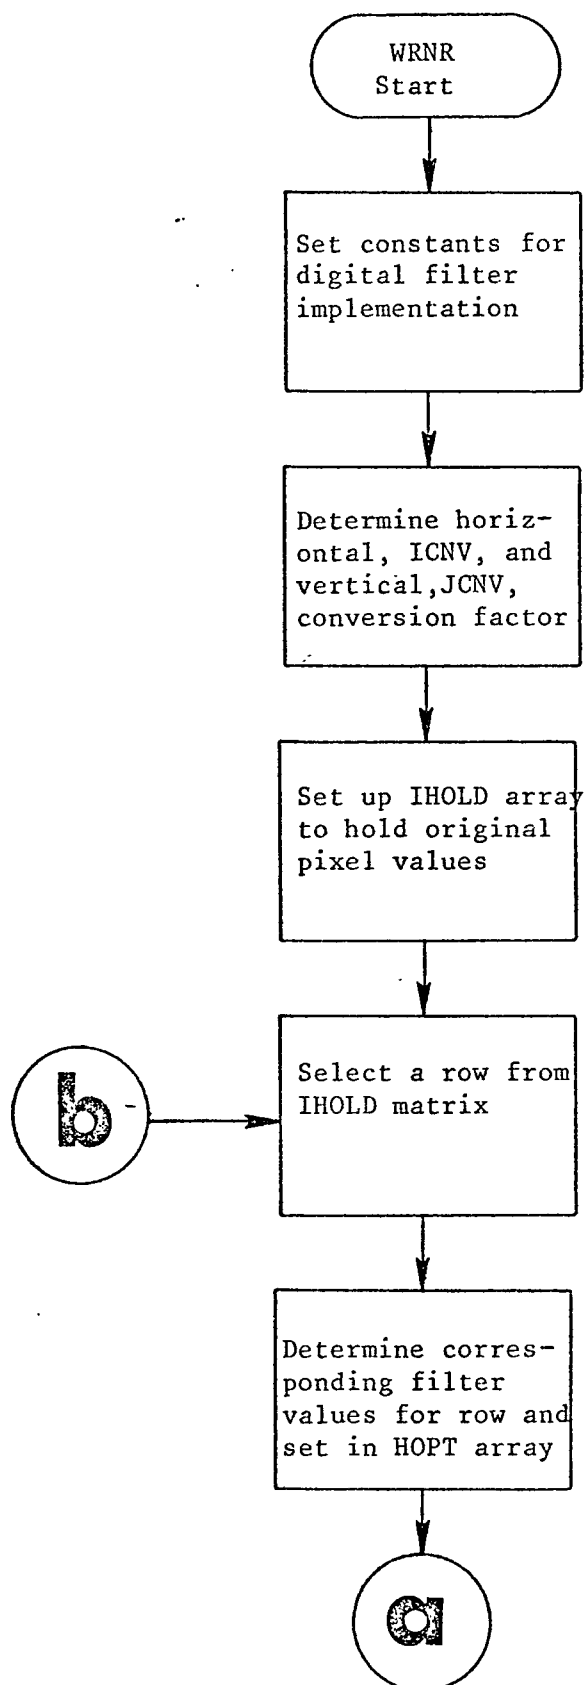 WRNR
Start
Set constants for
digital filter
implementation
Determine horiz-
ontal, ICNV, and
vertical,JCNV,
conversion factor
Set up IHOLD array
to hold original
pixel values
b
Select a row from
IHOLD matrix
Determine corres-
ponding filter
values for row and
set in HOPT array
a